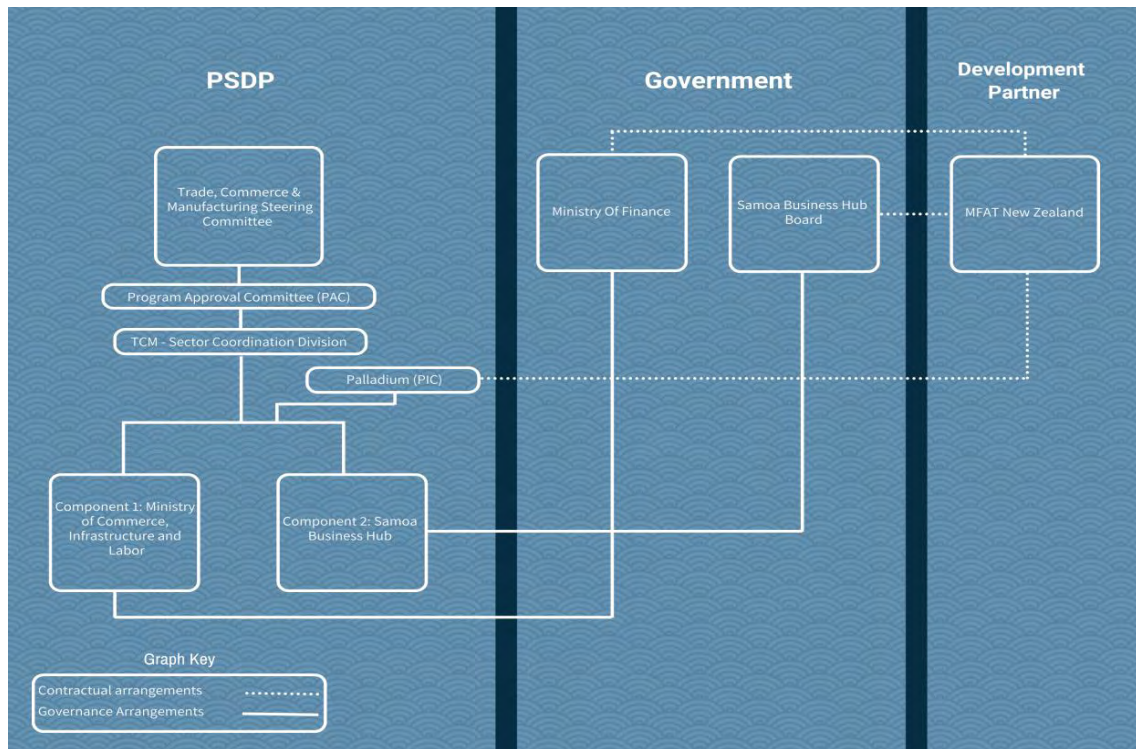 PSDP
Government
Development
Partner
Trade, Commerce &
Manufacturing Steering
Committee
Ministry Of Finance
Samoa Business Hub
Board
MFAT New Zealand
Program Approval Committee (PAC)
TCM - Sector Coordination Division
Palladium (PIC)
Component 1: Ministry
of Commerce,
Infrastructure and
Labor
Component 2: Samoa
Business Hub
Graph Key
Contractual arrangements
Governance Arrangements